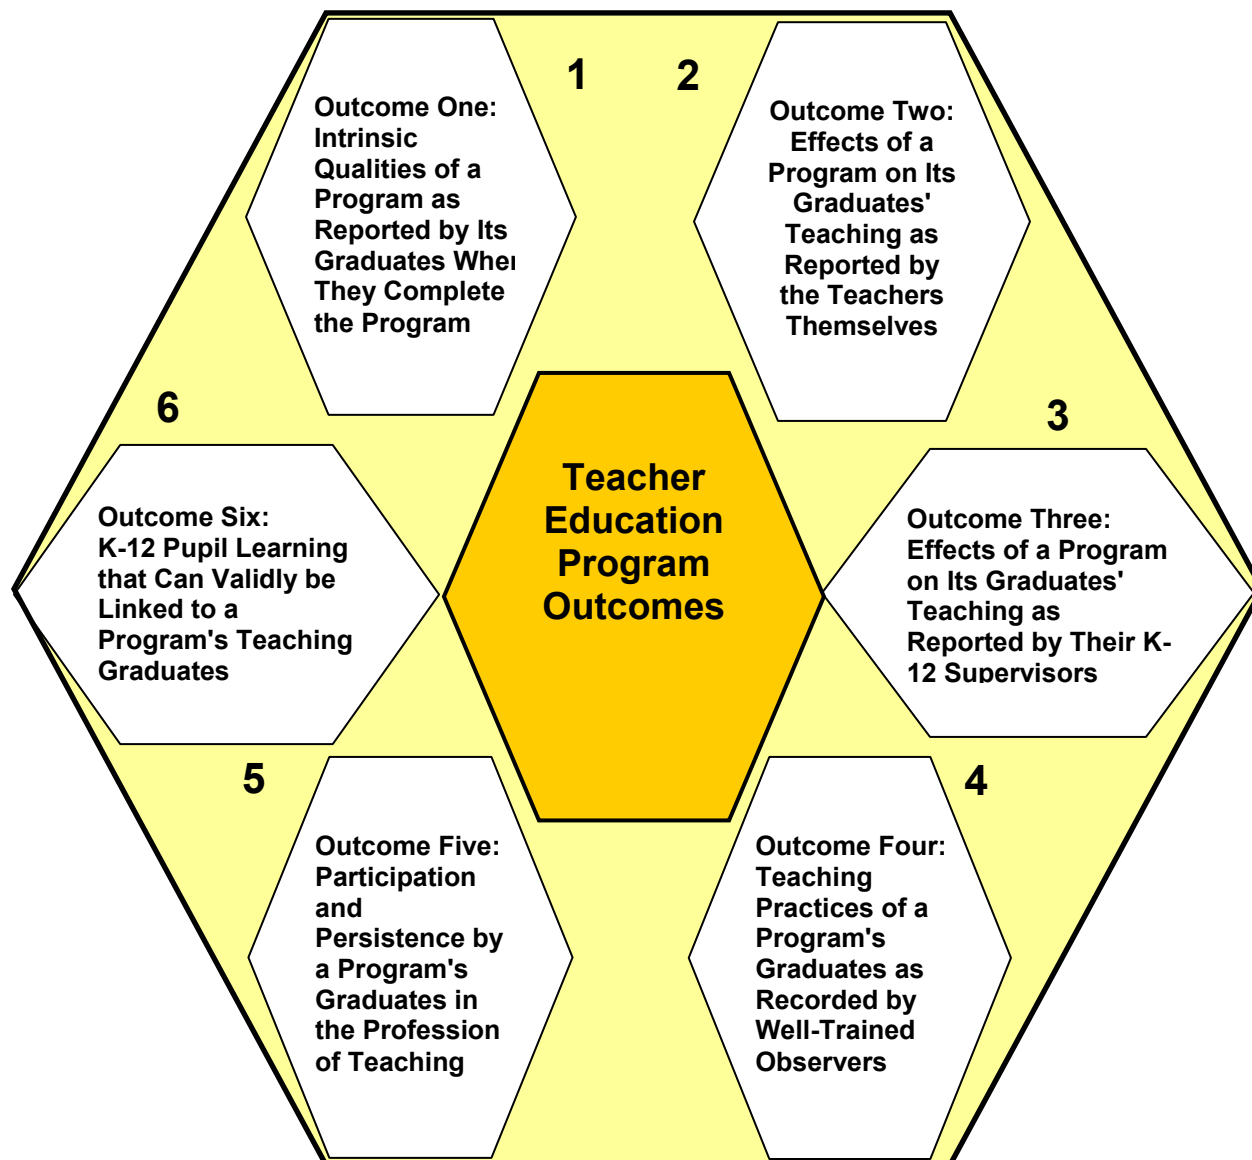 1
Outcome One:
Intrinsic
Qualities of a
Program as
Reported by Its
Graduates When
They Complete
the Program
2
Outcome Two:
Effects of a
Program on Its
Graduates'
Teaching as
Reported by
the Teachers
Themselves
3
Outcome Three:
Effects of a Program
on Its Graduates'
Teaching as
Reported by Their K-
12 Supervisors
4
Outcome Four:
Teaching
Practices of a
Program's
Graduates as
Recorded by
Well-Trained
Observers
5
Outcome Five:
Participation
and
Persistence by
a Program's
Graduates in
the Profession
of Teaching
6
Outcome Six:
K-12 Pupil Learning
that Can Validly be
Linked to a
Program's Teaching
Graduates
Teacher
Education
Program
Outcomes